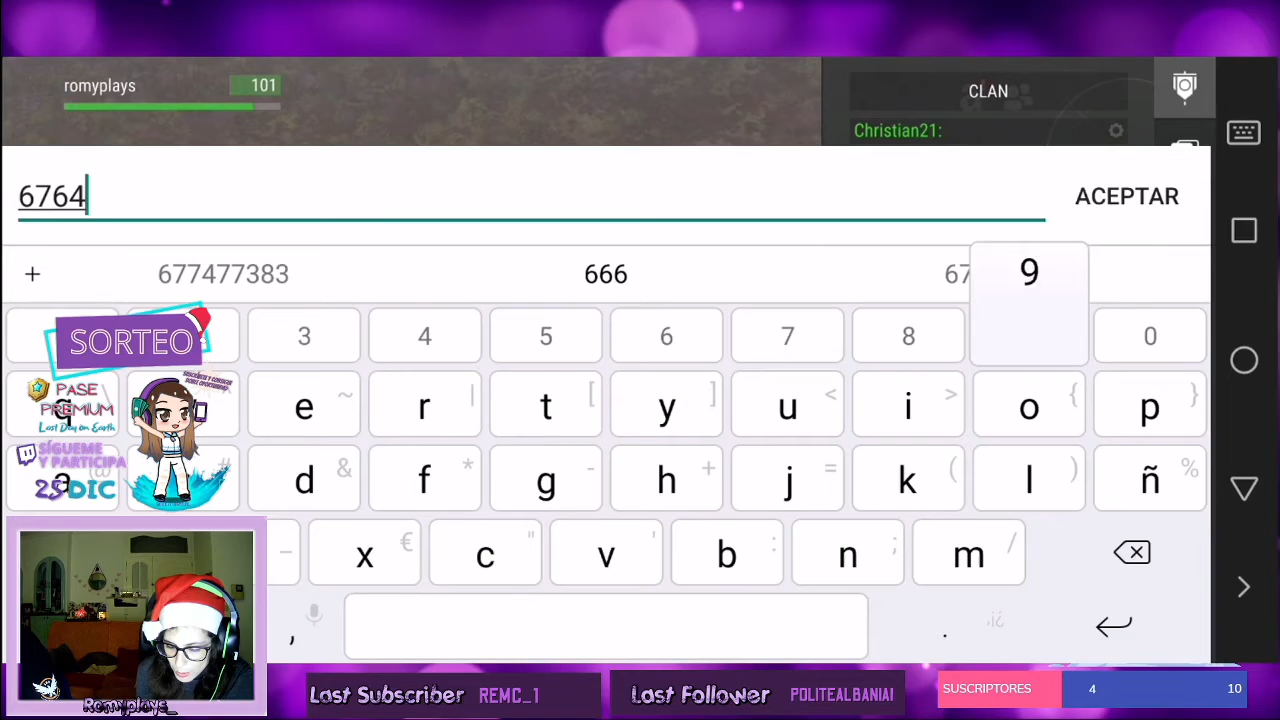 romyplays 101
CLAN
Christian21:
6764
ACEPTAR
+ 677477383 666 67
9
3 4 5 6 7 8 0
SORTEO
e ~ r | t [ y ] u < i > o { p }
PASE
PREMIUM
Last Day on Earth
SÍGUEME
Y PARTICIPA
25 DIC
d & f * g - h + j = k ( l ) ñ %
_ x € c " v ' b : n ; m /
, . ¡¿
Romyplays_
Last Subscriber REMC_1
Last Follower POLITEALBANIAI
SUSCRIPTORES 4 10